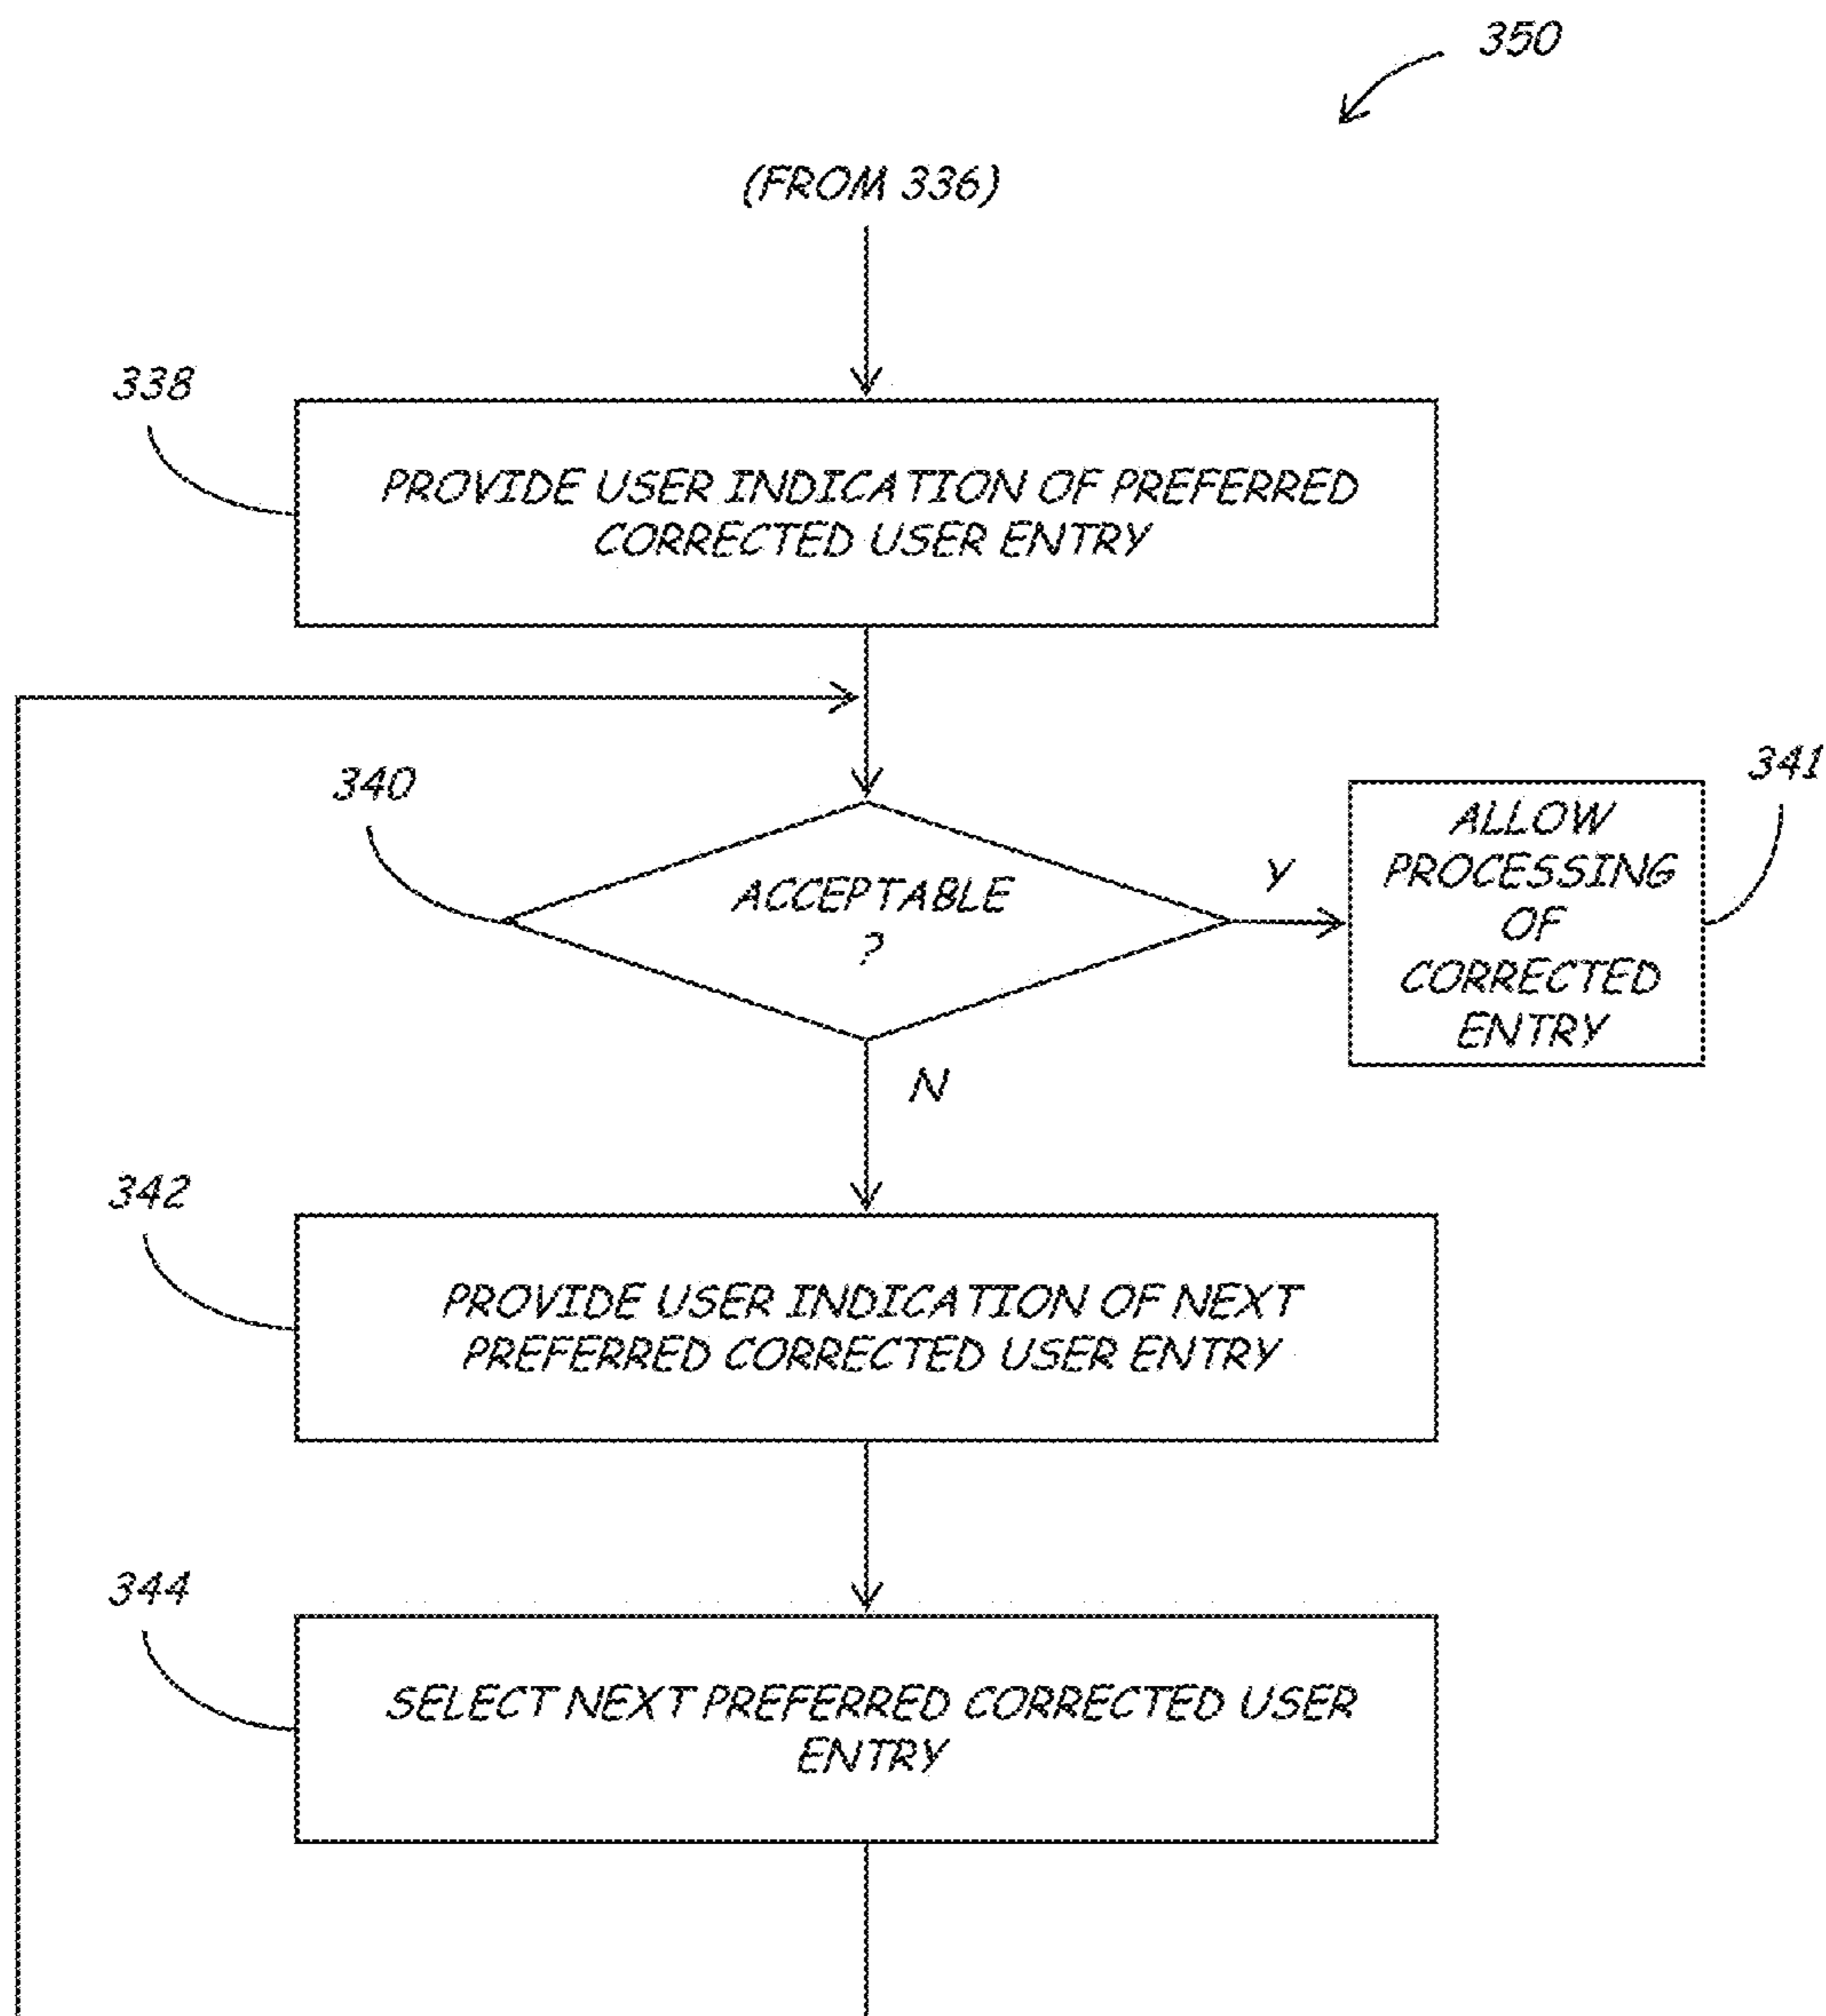 350
(FROM 336)
338
PROVIDE USER INDICATION OF PREFERRED
CORRECTED USER ENTRY
340
ACCEPTABLE
?
Y
341
ALLOW
PROCESSING
OF
CORRECTED
ENTRY
N
342
PROVIDE USER INDICATION OF NEXT
PREFERRED CORRECTED USER ENTRY
344
SELECT NEXT PREFERRED CORRECTED USER
ENTRY